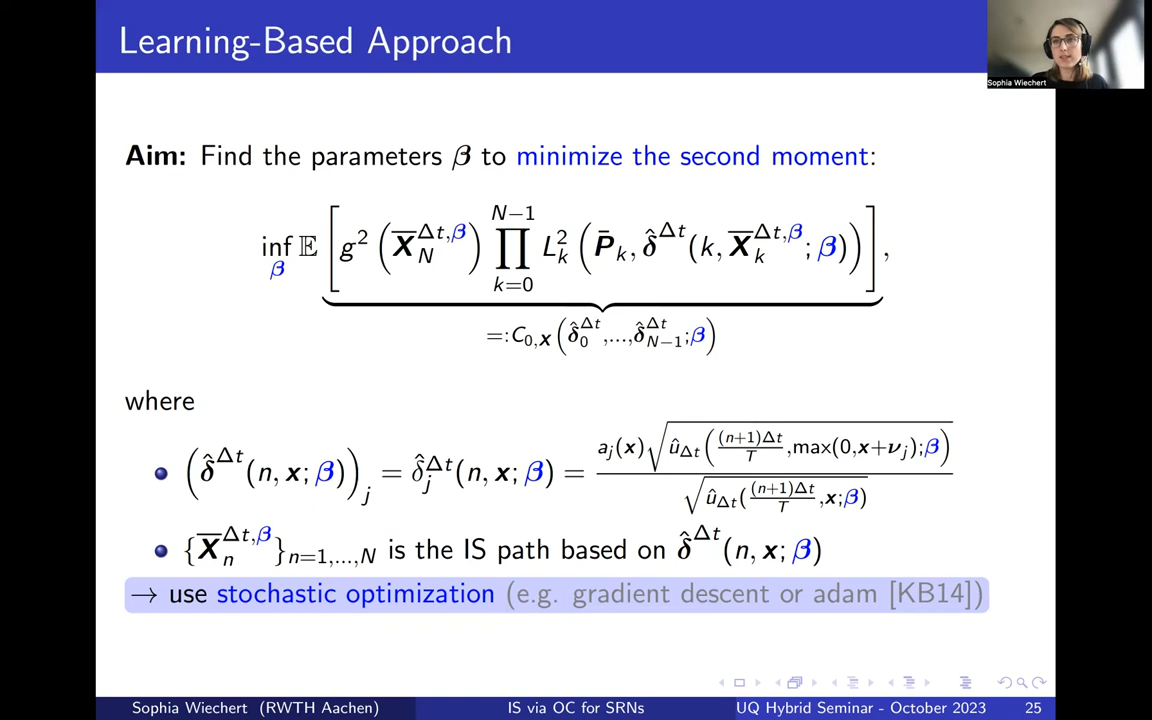 Learning-Based Approach
Sophia Wiechert
Aim: Find the parameters β to minimize the second moment:
inf_β 𝔼 [ g² ( X̄_N^{Δt,β} ) ∏_{k=0}^{N−1} L_k² ( P̄_k, δ̂^{Δt}(k, X̄_k^{Δt,β}; β) ) ],
=:C_{0,x} ( δ̂_0^{Δt},...,δ̂_{N−1}^{Δt};β )
where
( δ̂^{Δt}(n, x; β) )_j = δ̂_j^{Δt}(n, x; β) = a_j(x) √( û_{Δt}( (n+1)Δt / T , max(0,x+ν_j);β ) ) / √( û_{Δt}( (n+1)Δt / T ,x;β) )
{X̄_n^{Δt,β}}_{n=1,...,N} is the IS path based on δ̂^{Δt}(n, x; β)
→ use stochastic optimization (e.g. gradient descent or adam [KB14])
Sophia Wiechert (RWTH Aachen) IS via OC for SRNs UQ Hybrid Seminar - October 2023 25